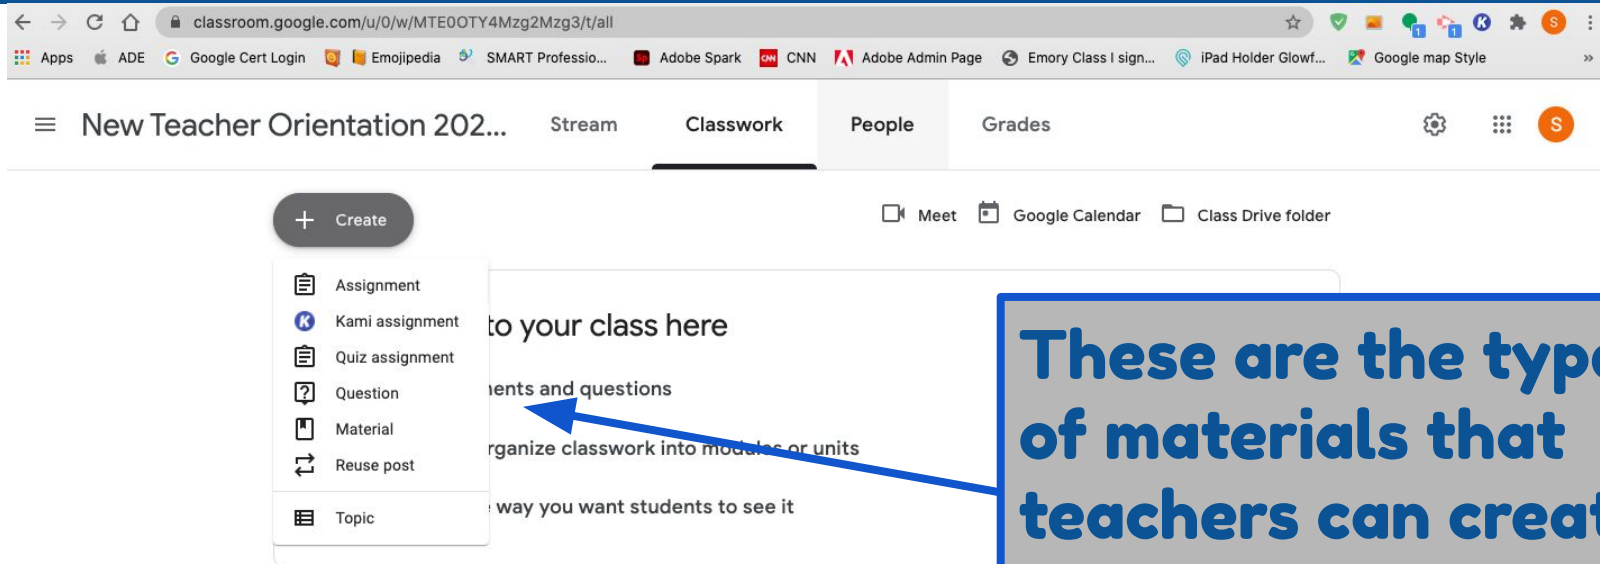 classroom.google.com/u/0/w/MTE0OTY4Mzg2Mzg3/t/all
Apps ADE Google Cert Login Emojipedia SMART Professio... Adobe Spark CNN Adobe Admin Page Emory Class I sign... iPad Holder Glowf... Google map Style »
New Teacher Orientation 202... Stream Classwork People Grades S
+ Create Meet Google Calendar Class Drive folder
Assignment
Kami assignment
Quiz assignment
Question
Material
Reuse post
Topic
to your class here
and questions
classwork into modules or units
way you want students to see it
These are the
of materials that
teachers can